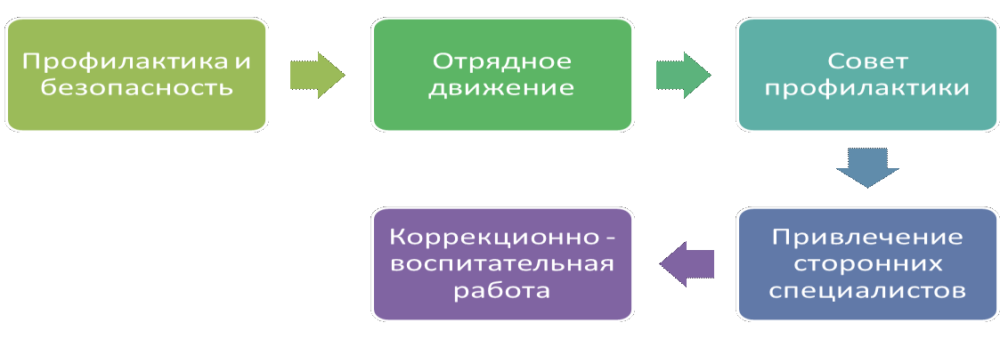 Профилактика и
безопасность
Отрядное
движение
Совет
профилактики
Привлечение
сторонних
специалистов
Коррекционно -
воспитательная
работа